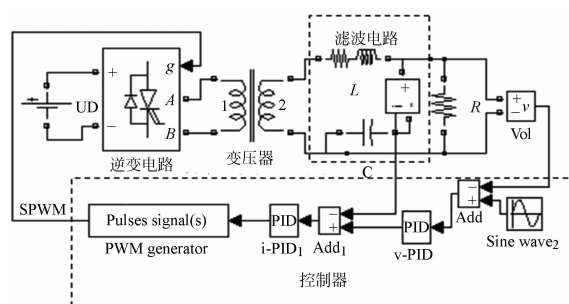 滤波电路
+
UD
−
g
A
B
1
2
L
+
− i
R
+
−
v
Vol
逆变电路
变压器
C
SPWM
Pulses signal(s)
PWM generator
PID
i-PID1
−
+
Add1
PID
v-PID
−
+
Add
Sine wave2
控制器